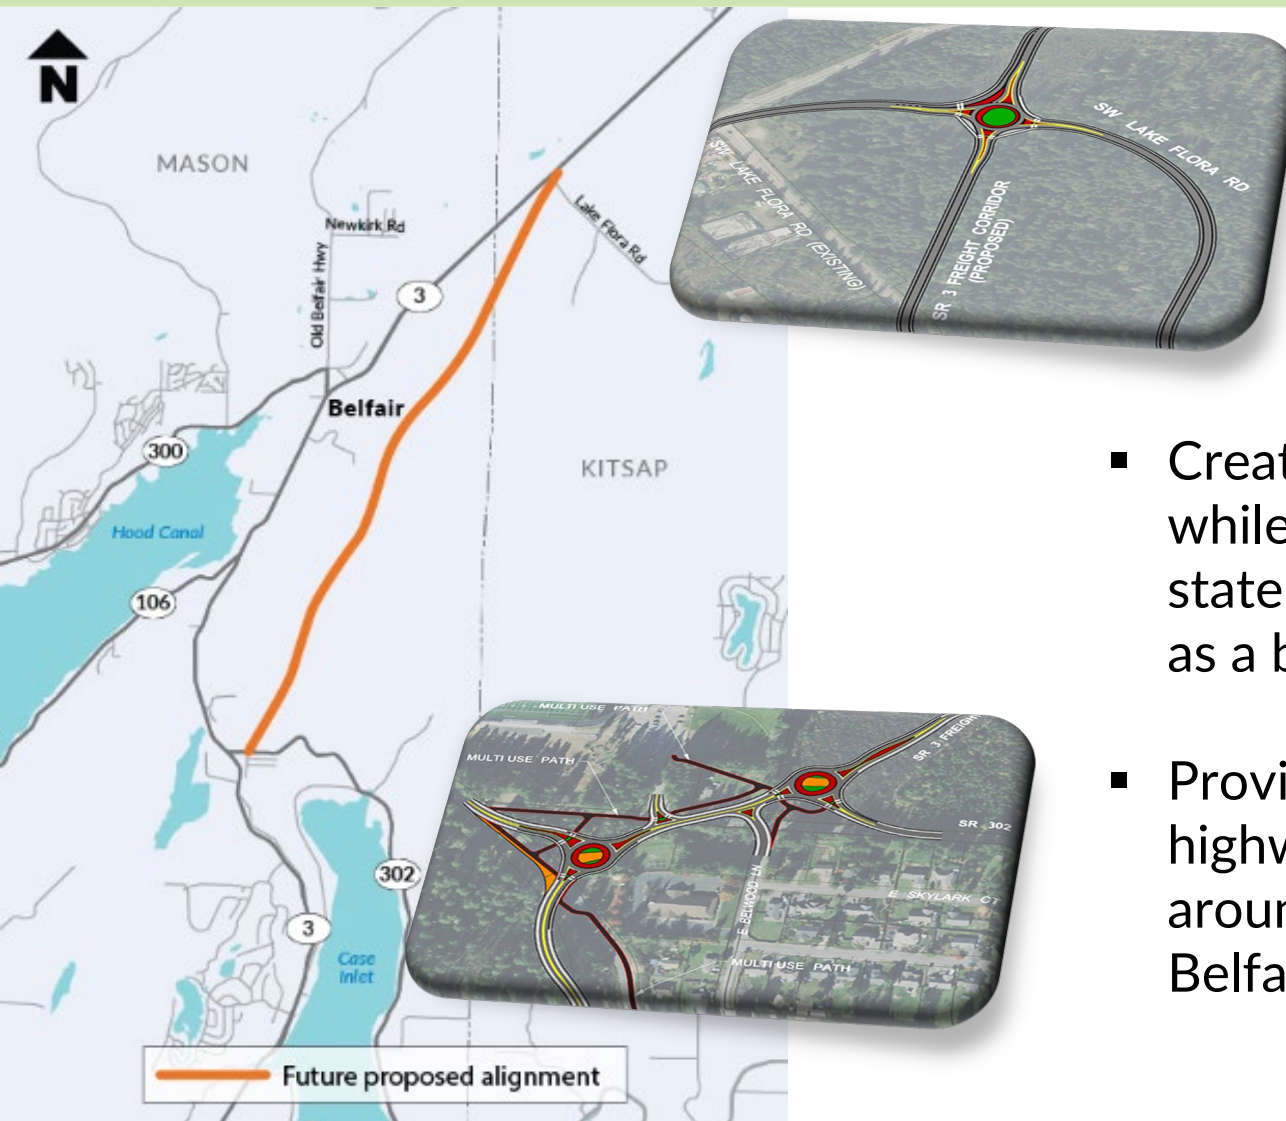 N
MASON
Newkirk Rd
Old Belfair Hwy
Lake Flora Rd
3
Belfair
300
KITSAP
Hood Canal
106
302
3
Case
Inlet
Future proposed alignment
SW LAKE FLORA RD
SW LAKE FLORA RD (EXISTING)
SR 3 FREIGHT CORRIDOR
(PROPOSED)
MULTI USE PATH
MULTI USE PATH
SR 3
SR 302
E BELWOOD LN
E SKYLARK CT
MULTI USE PATH
▪ Creat
while
state
as a b
▪ Provi
highw
aroun
Belfa